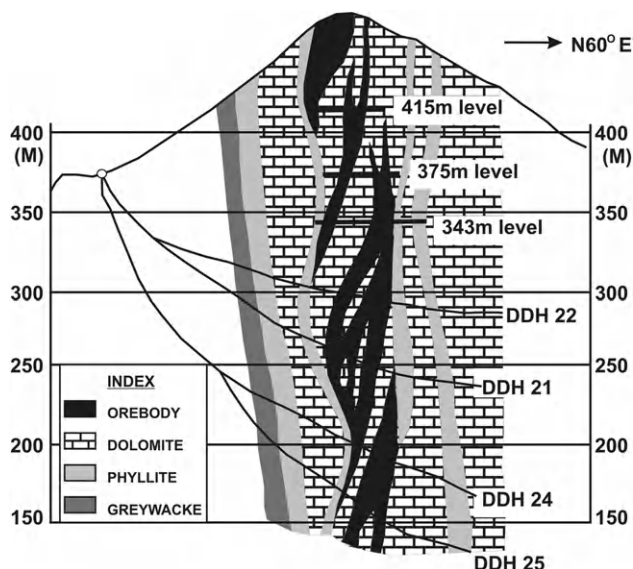 N60° E
415m level
400
(M)
400
(M)
375m level
350
350
343m level
300
300
DDH 22
250
250
DDH 21
INDEX
OREBODY
DOLOMITE
PHYLLITE
GREYWACKE
200
200
DDH 24
150
150
DDH 25